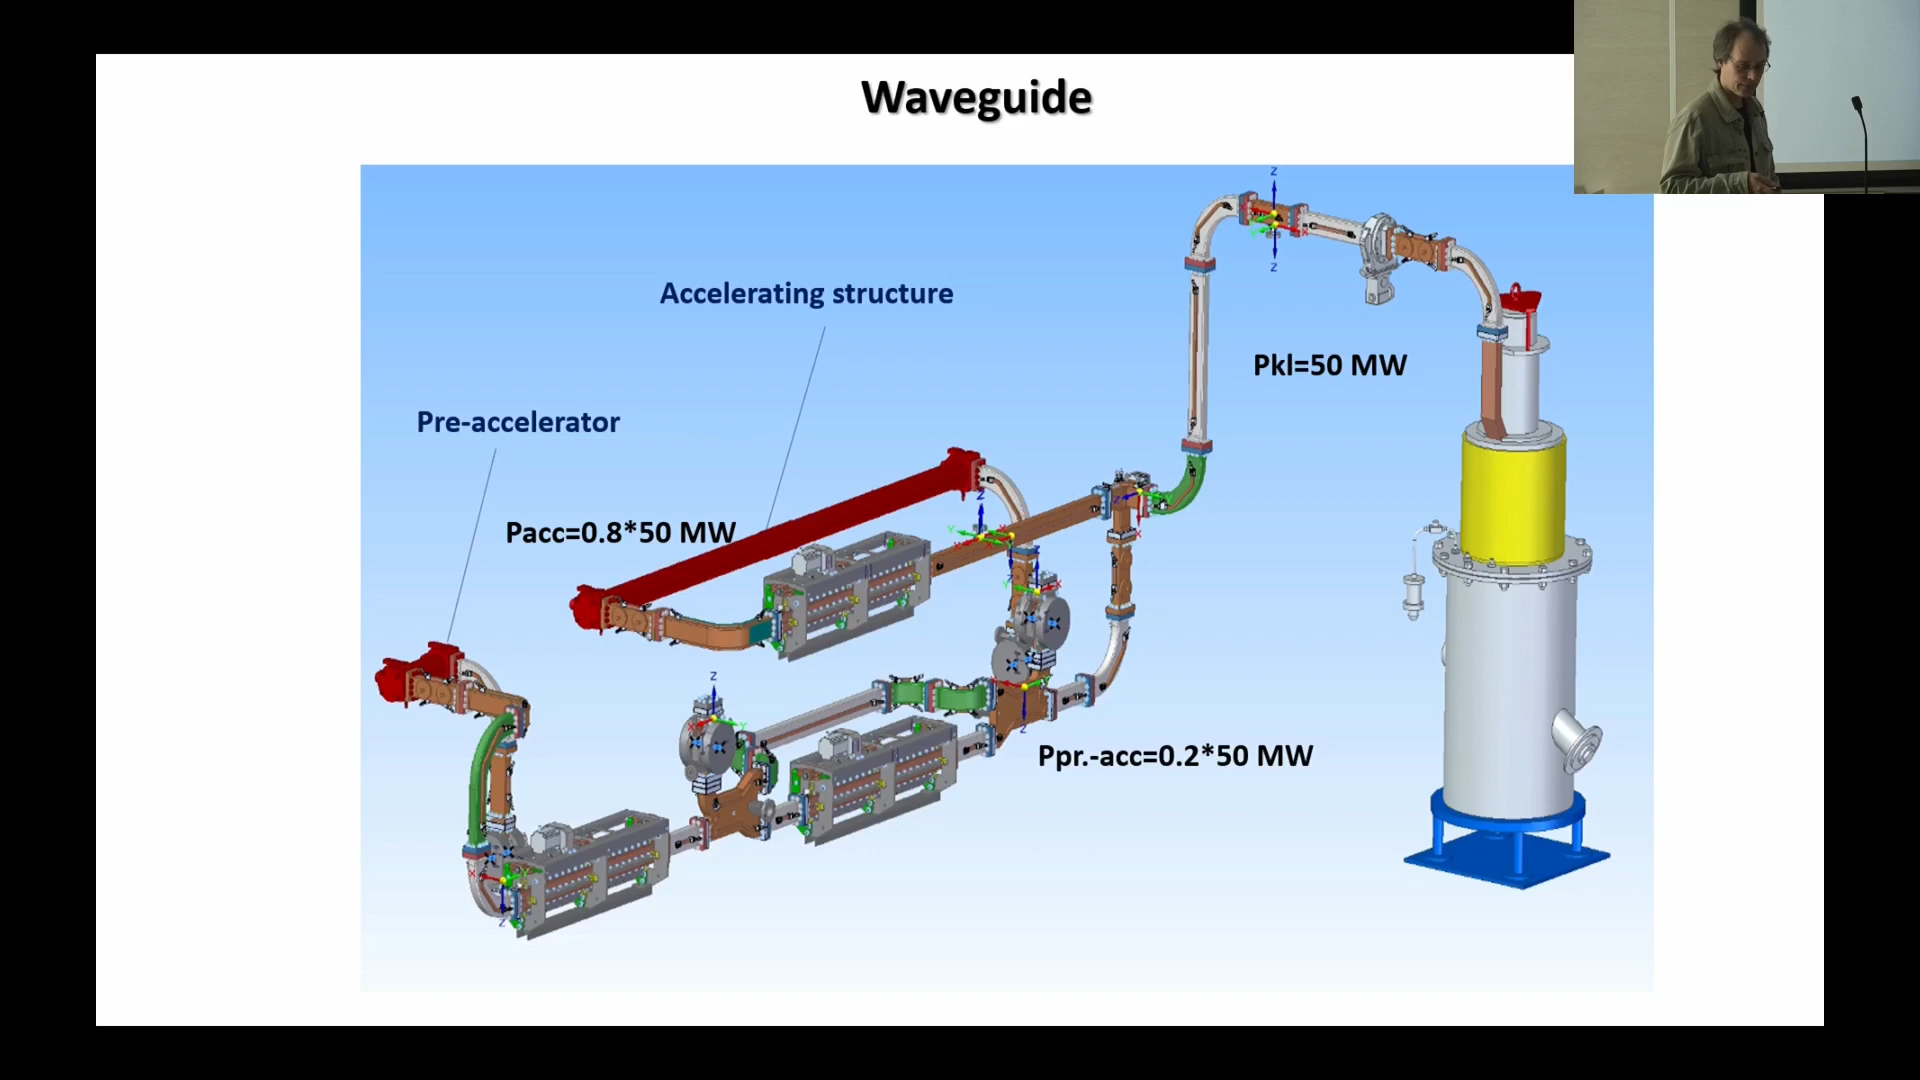 Waveguide
Accelerating structure
Pkl=50 MW
Pre-accelerator
Pacc=0.8*50 MW
Ppr.-acc=0.2*50 MW
Z
Z
Z
Z